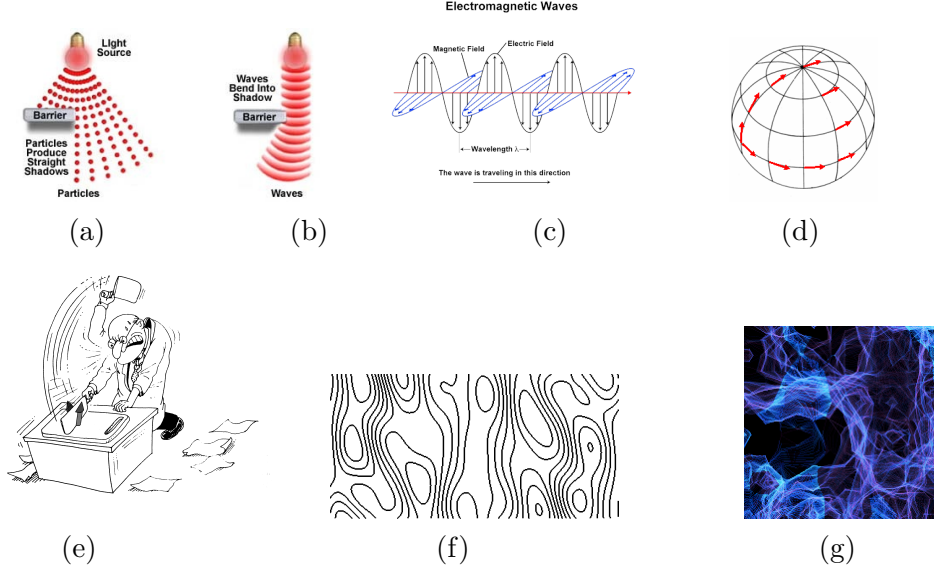 Electromagnetic Waves
Light
Source
Barrier
Particles
Produce
Straight
Shadows
Particles
(a)
Waves
Bend Into
Shadow
Barrier
Waves
(b)
Magnetic Field
Electric Field
Wavelength λ
The wave is traveling in this direction
(c)
(d)
(e)
(f)
(g)